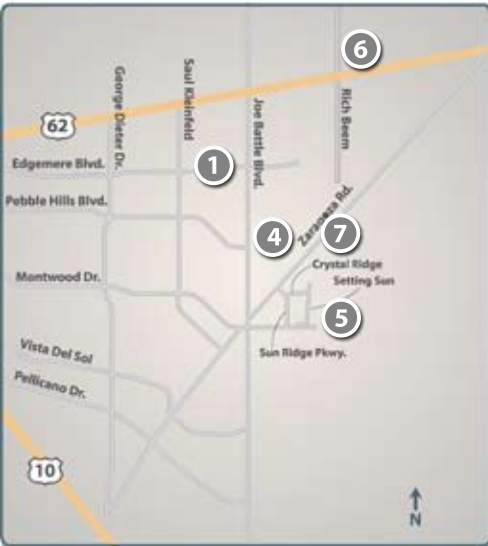 6
George Dieter Dr.
Saul Kleinfeld
Joe Battle Blvd.
Rich Beem
62
Edgemere Blvd.
1
Pebble Hills Blvd.
Zaragoza Rd.
4
7
Crystal Ridge
Montwood Dr.
Setting Sun
5
Vista Del Sol
Sun Ridge Pkwy.
Pellicano Dr.
10
N